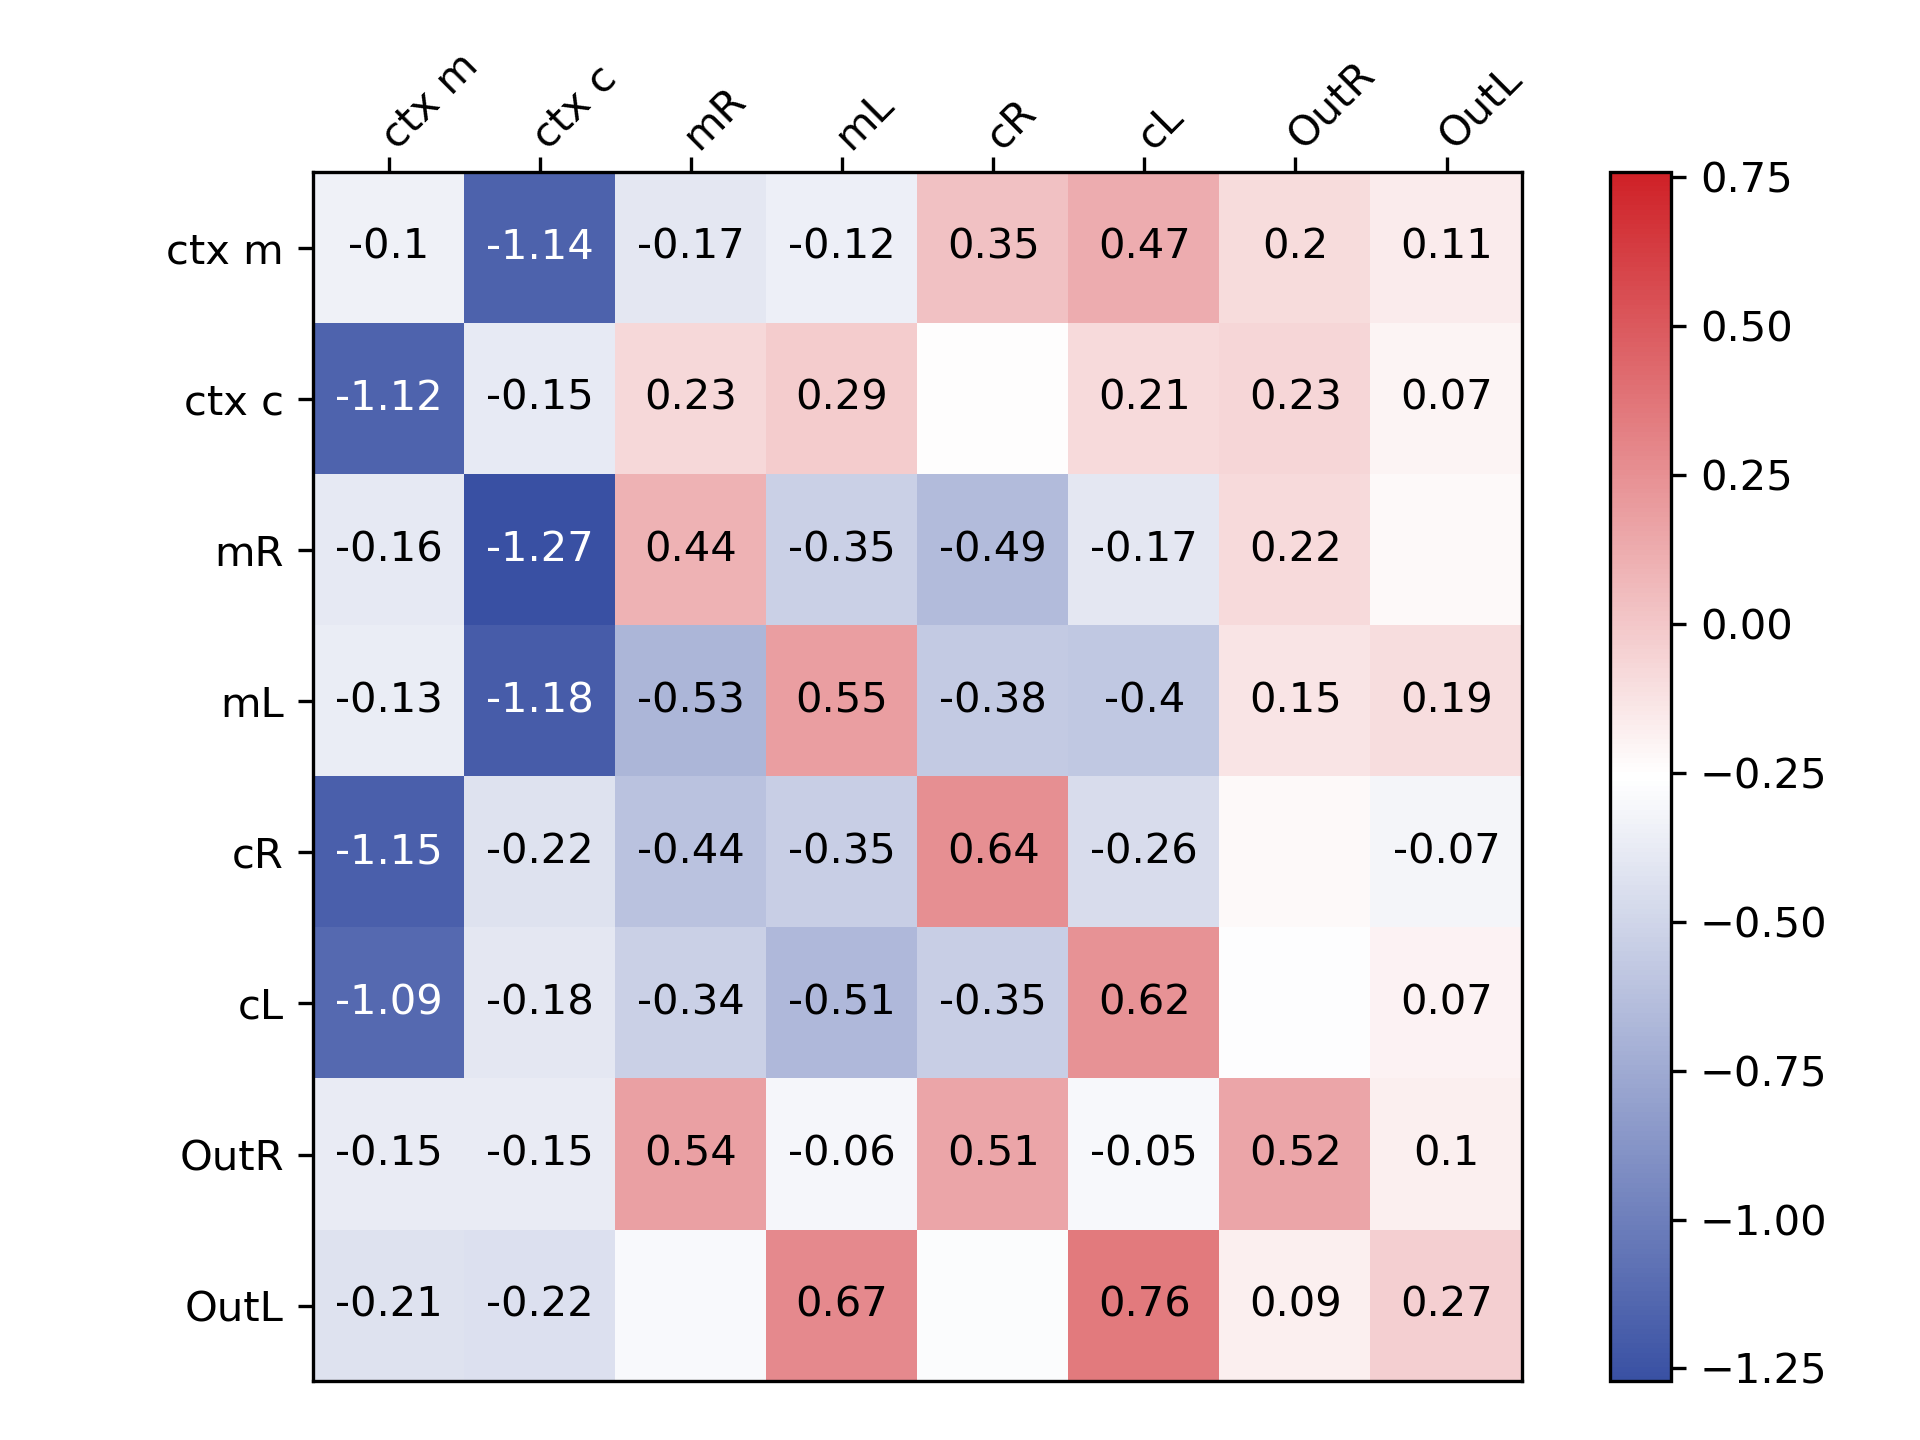 ctx m ctx c mR mL cR cL OutR OutL
ctx m -0.1 -1.14 -0.17 -0.12 0.35 0.47 0.2 0.11
ctx c -1.12 -0.15 0.23 0.29 0.21 0.23 0.07
mR -0.16 -1.27 0.44 -0.35 -0.49 -0.17 0.22
mL -0.13 -1.18 -0.53 0.55 -0.38 -0.4 0.15 0.19
cR -1.15 -0.22 -0.44 -0.35 0.64 -0.26 -0.07
cL -1.09 -0.18 -0.34 -0.51 -0.35 0.62 0.07
OutR -0.15 -0.15 0.54 -0.06 0.51 -0.05 0.52 0.1
OutL -0.21 -0.22 0.67 0.76 0.09 0.27
0.75
0.50
0.25
0.00
−0.25
−0.50
−0.75
−1.00
−1.25